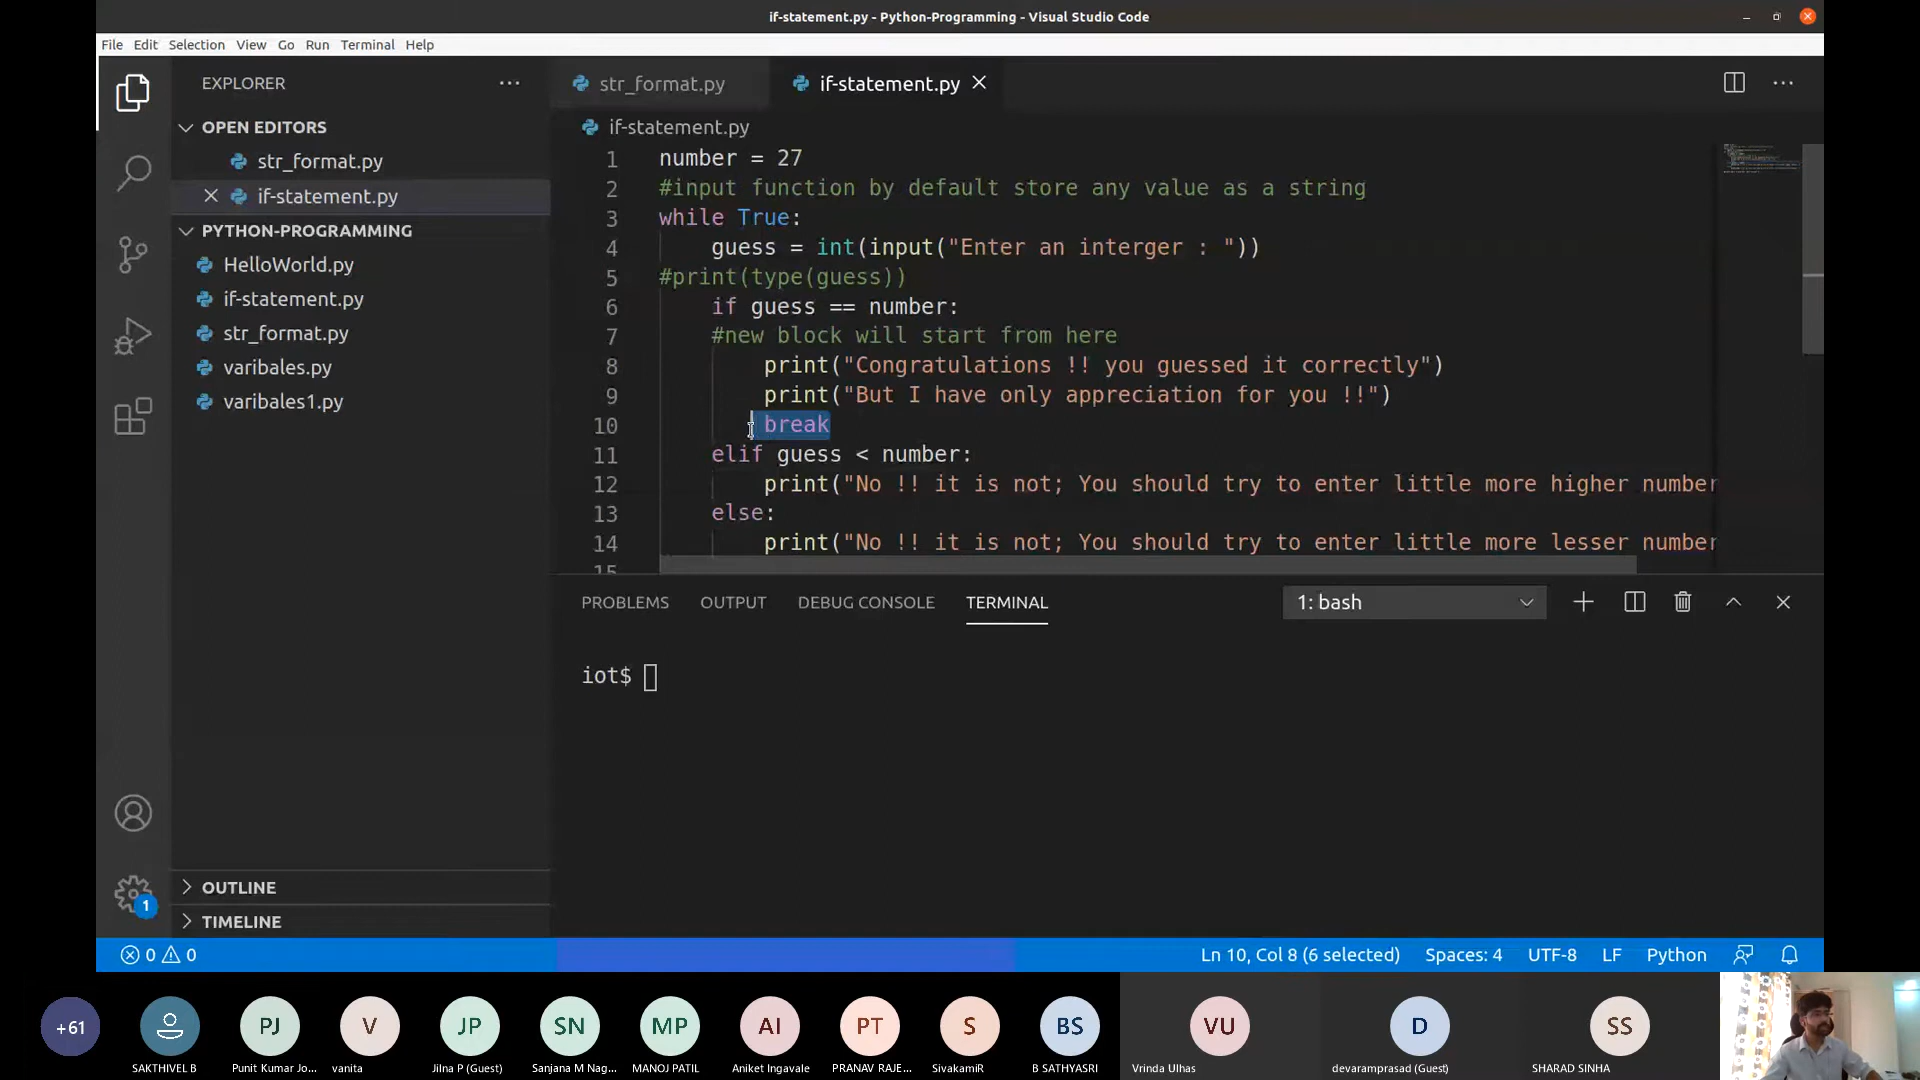 if-statement.py - Python-Programming - Visual Studio Code
File Edit Selection View Go Run Terminal Help
EXPLORER
OPEN EDITORS
str_format.py
if-statement.py
PYTHON-PROGRAMMING
HelloWorld.py
if-statement.py
str_format.py
varibales.py
varibales1.py
OUTLINE
TIMELINE
1
str_format.py if-statement.py
if-statement.py
1 number = 27
2 #input function by default store any value as a string
3 while True:
4 guess = int(input("Enter an interger : "))
5 #print(type(guess))
6 if guess == number:
7 #new block will start from here
8 print("Congratulations !! you guessed it correctly")
9 print("But I have only appreciation for you !!")
10 break
11 elif guess < number:
12 print("No !! it is not; You should try to enter little more higher number
13 else:
14 print("No !! it is not; You should try to enter little more lesser number
15
PROBLEMS OUTPUT DEBUG CONSOLE TERMINAL 1: bash
iot$
0 0 Ln 10, Col 8 (6 selected) Spaces: 4 UTF-8 LF Python
+61 PJ V JP SN MP AI PT S BS VU D SS
SAKTHIVEL B Punit Kumar Jo... vanita Jilna P (Guest) Sanjana M Nag... MANOJ PATIL Aniket Ingavale PRANAV RAJE... SivakamiR B SATHYASRI Vrinda Ulhas devaramprasad (Guest) SHARAD SINHA